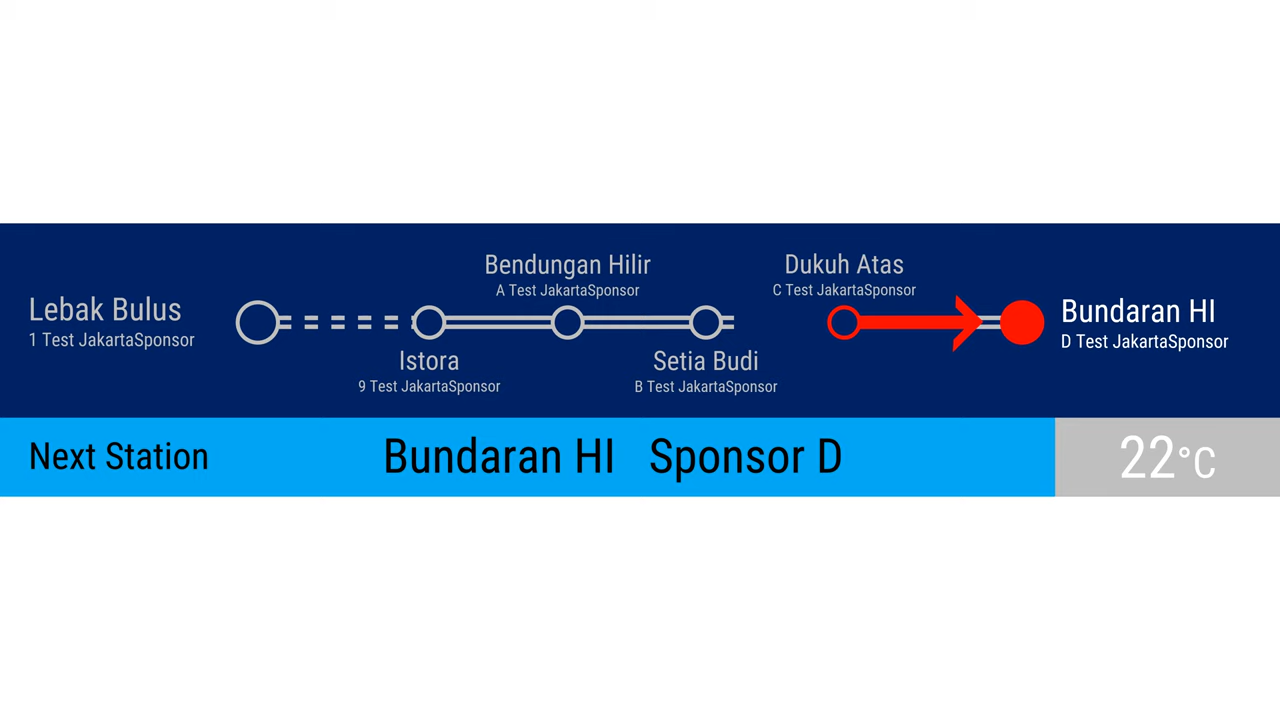 Lebak Bulus
1 Test JakartaSponsor
Istora
9 Test JakartaSponsor
Bendungan Hilir
A Test JakartaSponsor
Setia Budi
B Test JakartaSponsor
Dukuh Atas
C Test JakartaSponsor
Bundaran HI
D Test JakartaSponsor
Next Station
Bundaran HI Sponsor D
22°C